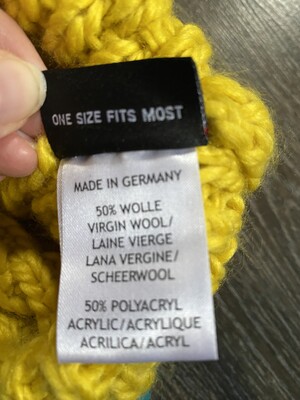 ONE SIZE FITS MOST
MADE IN GERMANY
50% WOLLE
VIRGIN WOOL/
LAINE VIERGE
LANA VERGINE/
SCHEERWOOL
50% POLYACRYL
ACRYLIC/ACRYLIQUE
ACRILICA/ACRYL